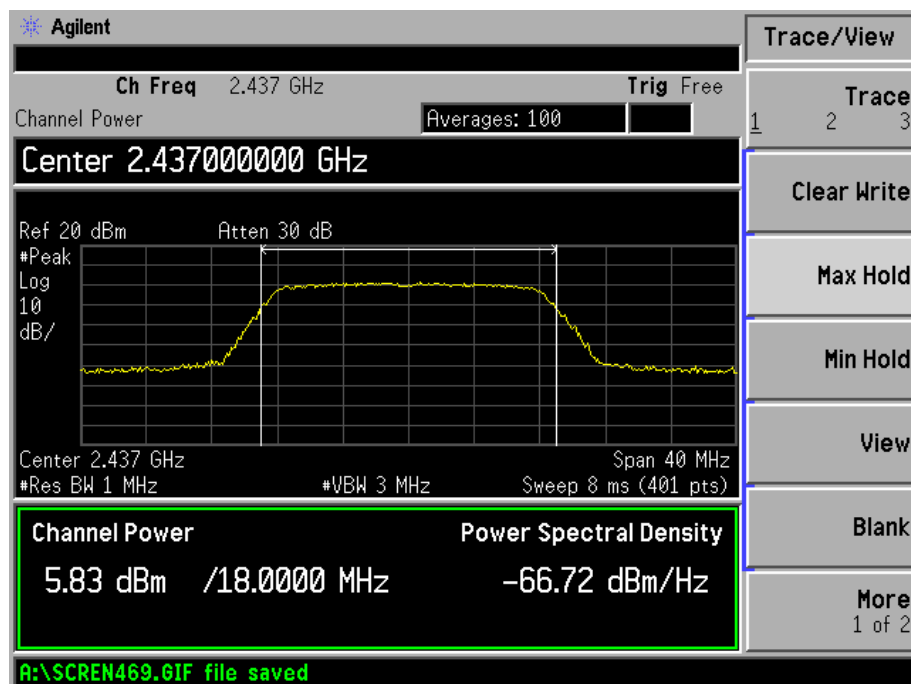 Agilent
Ch Freq 2.437 GHz Trig Free
Channel Power Averages: 100
Center 2.437000000 GHz
Ref 20 dBm Atten 30 dB
#Peak
Log
10
dB/
Center 2.437 GHz Span 40 MHz
#Res BW 1 MHz #VBW 3 MHz Sweep 8 ms (401 pts)
Channel Power Power Spectral Density
5.83 dBm /18.0000 MHz -66.72 dBm/Hz
A:\SCREN469.GIF file saved
Trace/View
Trace
1 2 3
Clear Write
Max Hold
Min Hold
View
Blank
More
1 of 2